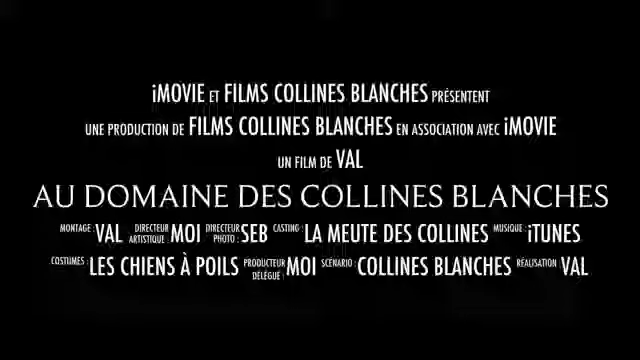 iMOVIE ET FILMS COLLINES BLANCHES PRÉSENTENT
UNE PRODUCTION DE FILMS COLLINES BLANCHES EN ASSOCIATION AVEC iMOVIE
UN FILM DE VAL
AU DOMAINE DES COLLINES BLANCHES
MONTAGE : VAL DIRECTEUR ARTISTIQUE : MOI DIRECTEUR PHOTO : SEB CASTING : LA MEUTE DES COLLINES MUSIQUE : iTUNES
COSTUMES : LES CHIENS À POILS PRODUCTEUR DÉLÉGUÉ : MOI SCÉNARIO : COLLINES BLANCHES RÉALISATION VAL